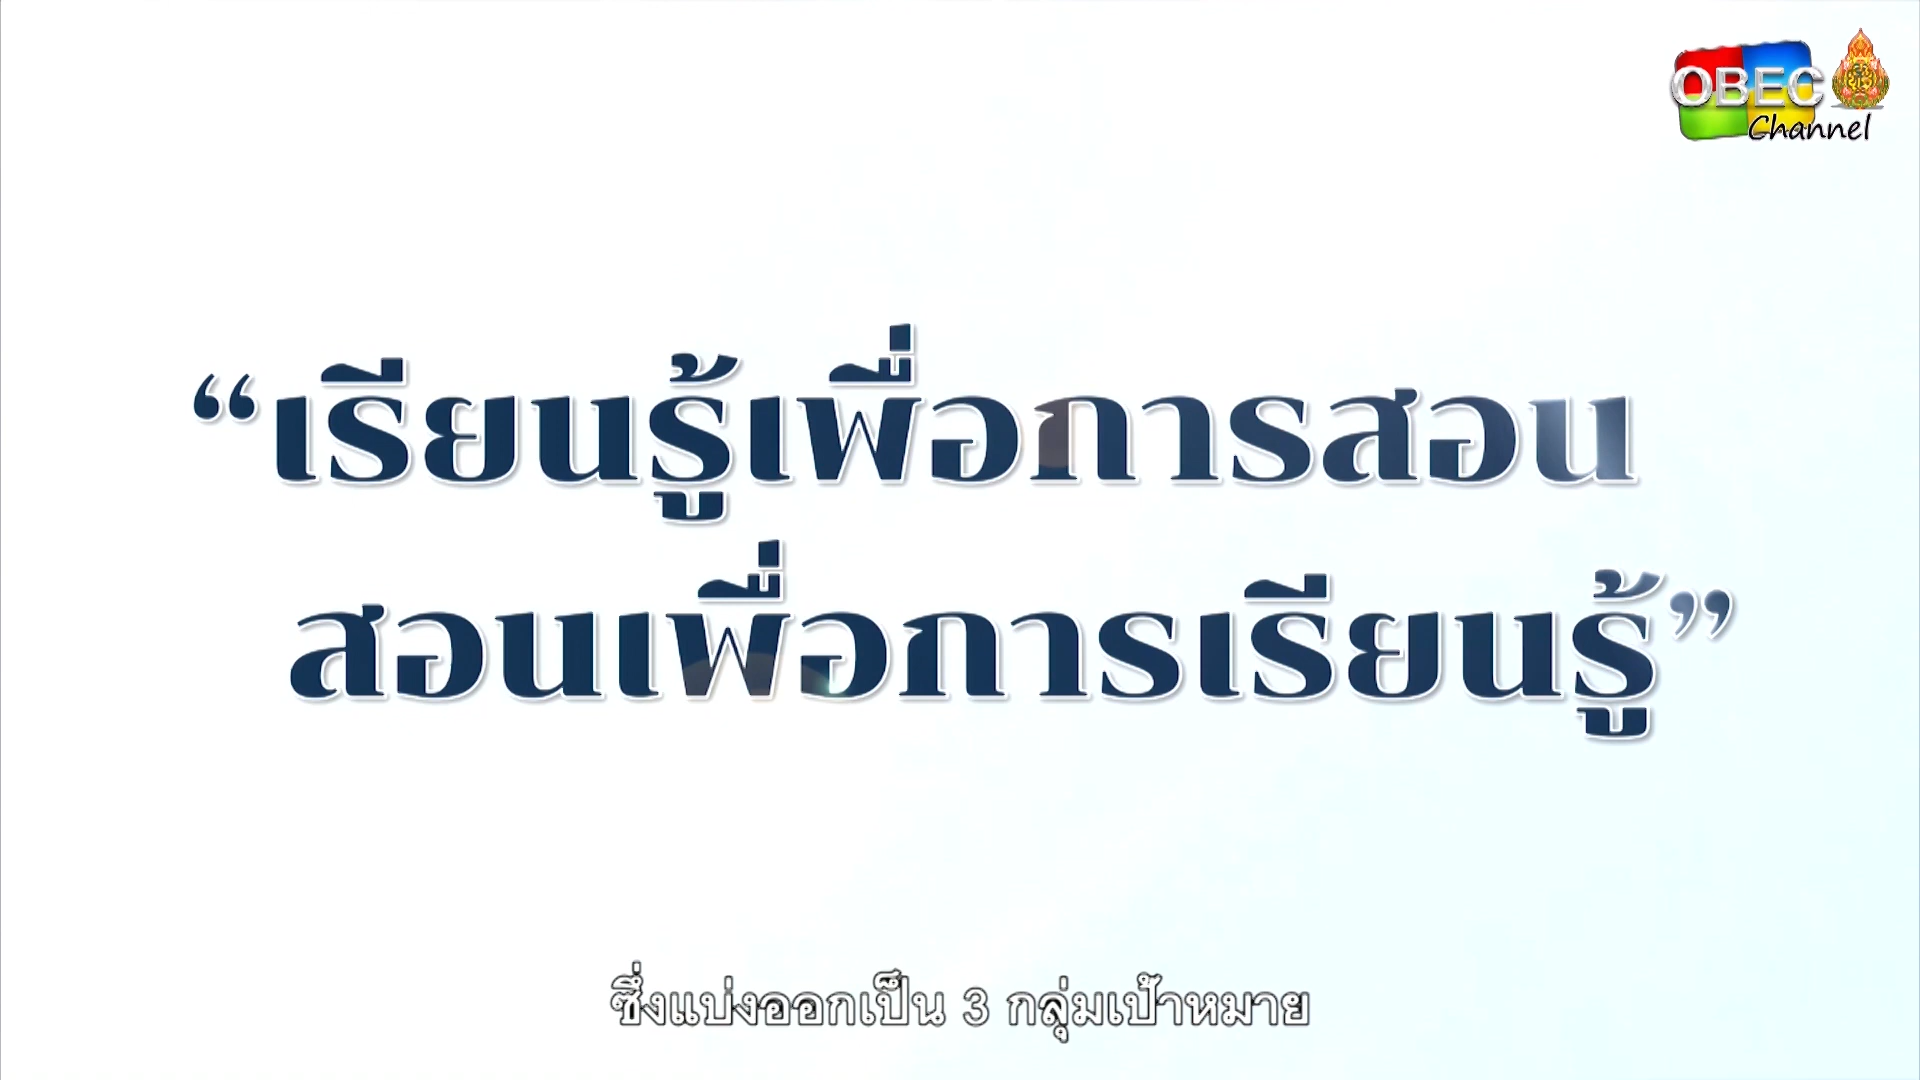 OBEC
Channel
“เรียนรู้เพื่อการสอน
สอนเพื่อการเรียนรู้”
ซึ่งแบ่งออกเป็น 3 กลุ่มเป้าหมาย